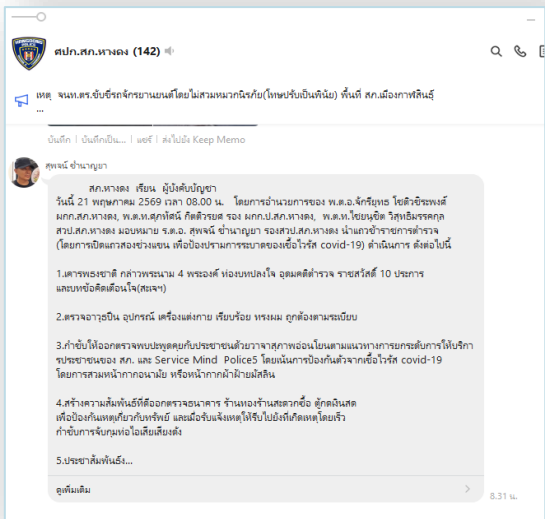 ศปก.สภ.หางดง (142)
เหตุ จนท.ตร.ขับขี่รถจักรยานยนต์โดยไม่สวมหมวกนิรภัย(โทษปรับเป็นพินัย) พื้นที่ สภ.เมืองกาฬสินธุ์
...
บันทึก | บันทึกเป็น... | แชร์ | ส่งไปยัง Keep Memo
สุพจน์ ชำนาญยา
สภ.หางดง เรียน ผู้บังคับบัญชา
วันนี้ 21 พฤษภาคม 2569 เวลา 08.00 น. โดยการอำนวยการของ พ.ต.อ.จักรียุทธ โชติวชิระพงศ์
ผกก.สภ.หางดง, พ.ต.ท.ศุภทัศน์ กิตติวรยศ รอง ผกก.ป.สภ.หางดง, พ.ต.ท.ไชยนุชิต วิสุทธิมรรคกุล
สวป.สภ.หางดง มอบหมาย ร.ต.อ. สุพจน์ ชำนาญยา รองสวป.สภ.หางดง นำแถวข้าราชการตำรวจ
(โดยการเปิดแถวสองช่วงแขน เพื่อป้องปรามการระบาดของเชื้อไวรัส covid-19) ดำเนินการ ดังต่อไปนี้
1.เคารพธงชาติ กล่าวพระนาม 4 พระองค์ ท่องบทปลงใจ อุดมคติตำรวจ ราชสวัสดิ์ 10 ประการ
และบทข้อคิดเตือนใจ(สะเจฯ)
2.ตรวจอาวุธปืน อุปกรณ์ เครื่องแต่งกาย เรียบร้อย ทรงผม ถูกต้องตามระเบียบ
3.กำชับให้ออกตรวจพบปะพูดคุยกับประชาชนด้วยวาจาสุภาพอ่อนโยนตามแนวทางการยกระดับการให้บริกา
รประชาชนของ สภ. และ Service Mind Police5 โดยเน้นการป้องกันตัวจากเชื้อไวรัส covid-19
โดยการสวมหน้ากากอนามัย หรือหน้ากากผ้าฝ้ายมัสลิน
4.สร้างความสัมพันธ์ที่ดีออกตรวจธนาคาร ร้านทองร้านสะดวกซื้อ ตู้กดเงินสด
เพื่อป้องกันเหตุเกี่ยวกับทรัพย์ และเมื่อรับแจ้งเหตุให้รีบไปยังที่เกิดเหตุโดยเร็ว
กำชับการจับกุมท่อไอเสียเสียงดัง
5.ประชาสัมพันธ์...
ดูเพิ่มเติม
8.31 น.